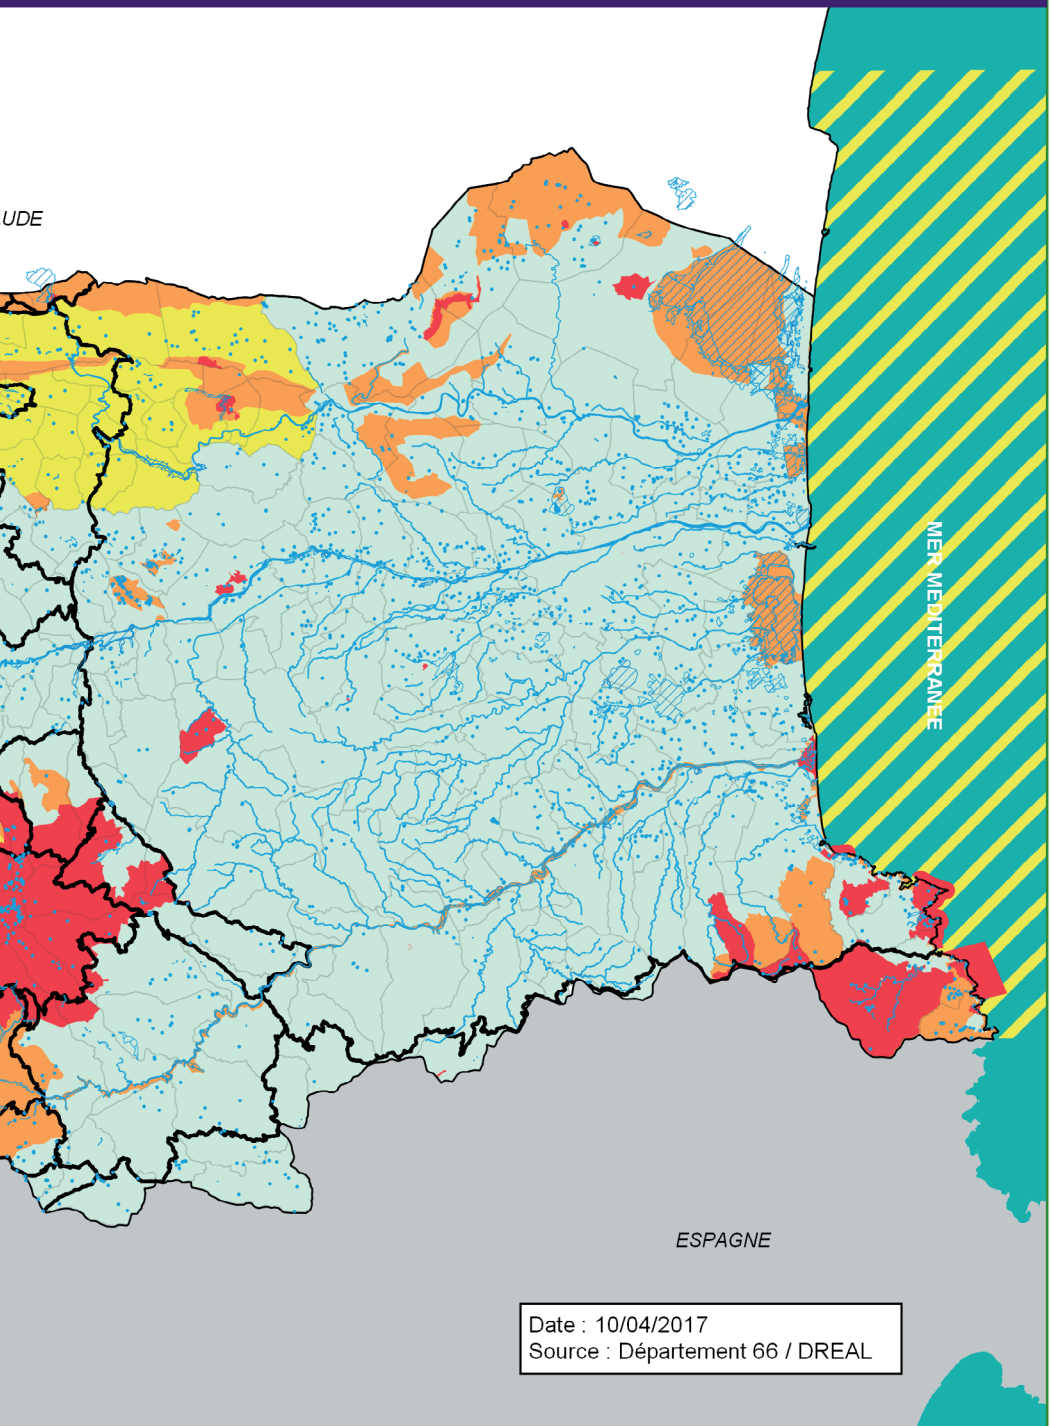 UDE
MER MEDITERRANEE
ESPAGNE
Date : 10/04/2017
Source : Département 66 / DREAL